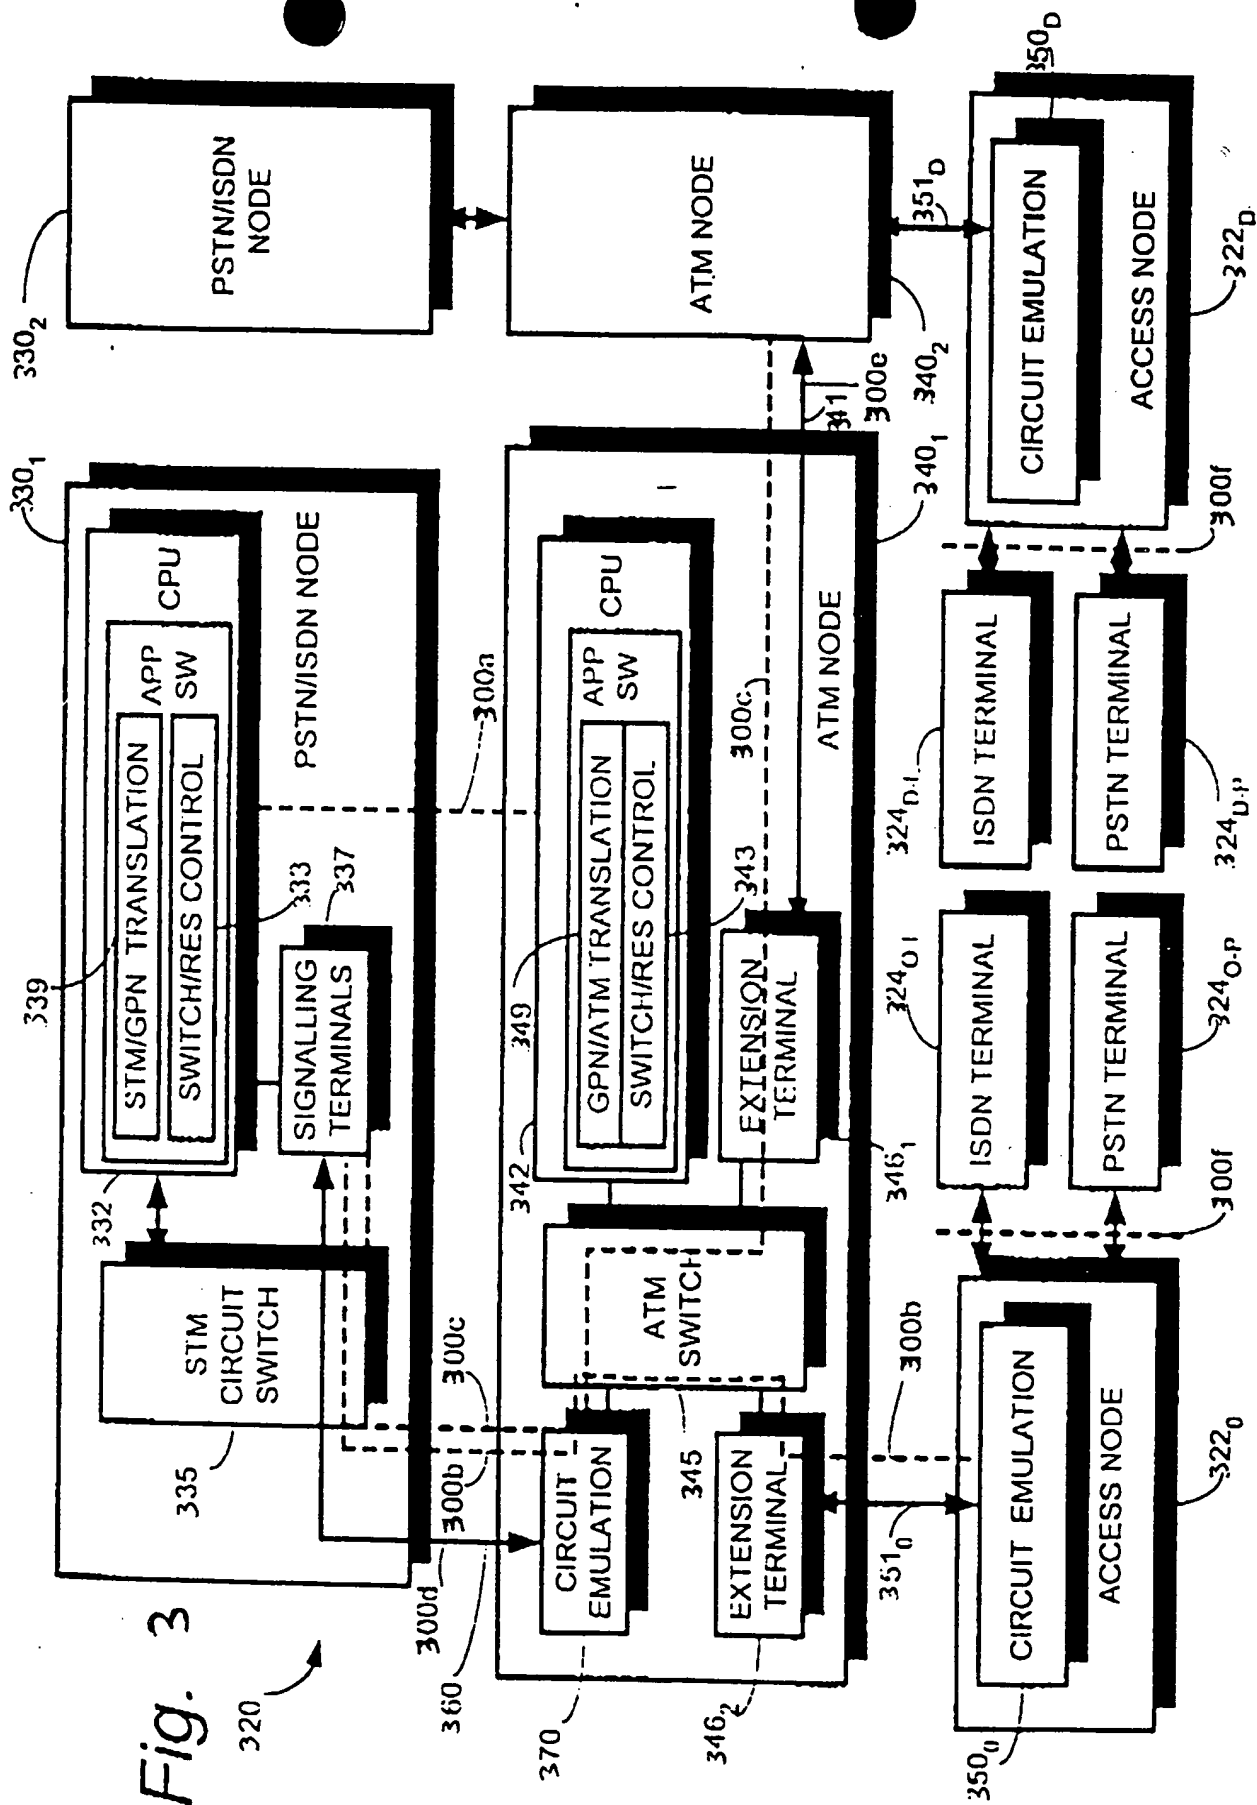 Fig. 3
320
330₁
330₂
PSTN/ISDN
NODE
STM
CIRCUIT
SWITCH
335
332
339
STM/GPN TRANSLATION
SWITCH/RES CONTROL
APP
SW
CPU
333
337
SIGNALLING
TERMINALS
PSTN/ISDN NODE
300a
300c
300b
300d
360
342
349
GPN/ATM TRANSLATION
SWITCH/RES CONTROL
APP
SW
CPU
343
ATM NODE
CIRCUIT
EMULATION
370
ATM
SWITCH
345
EXTENSION
TERMINAL
346₂
EXTENSION
TERMINAL
346₁
300c
ATM NODE
341
300e
340₁
340₂
351₀
300b
351D
350D
350₀
CIRCUIT EMULATION
ACCESS NODE
322₀
300f
ISDN TERMINAL
324O-I
PSTN TERMINAL
324O-P
ISDN TERMINAL
324D-I
PSTN TERMINAL
324D-P
300f
CIRCUIT EMULATION
ACCESS NODE
322D